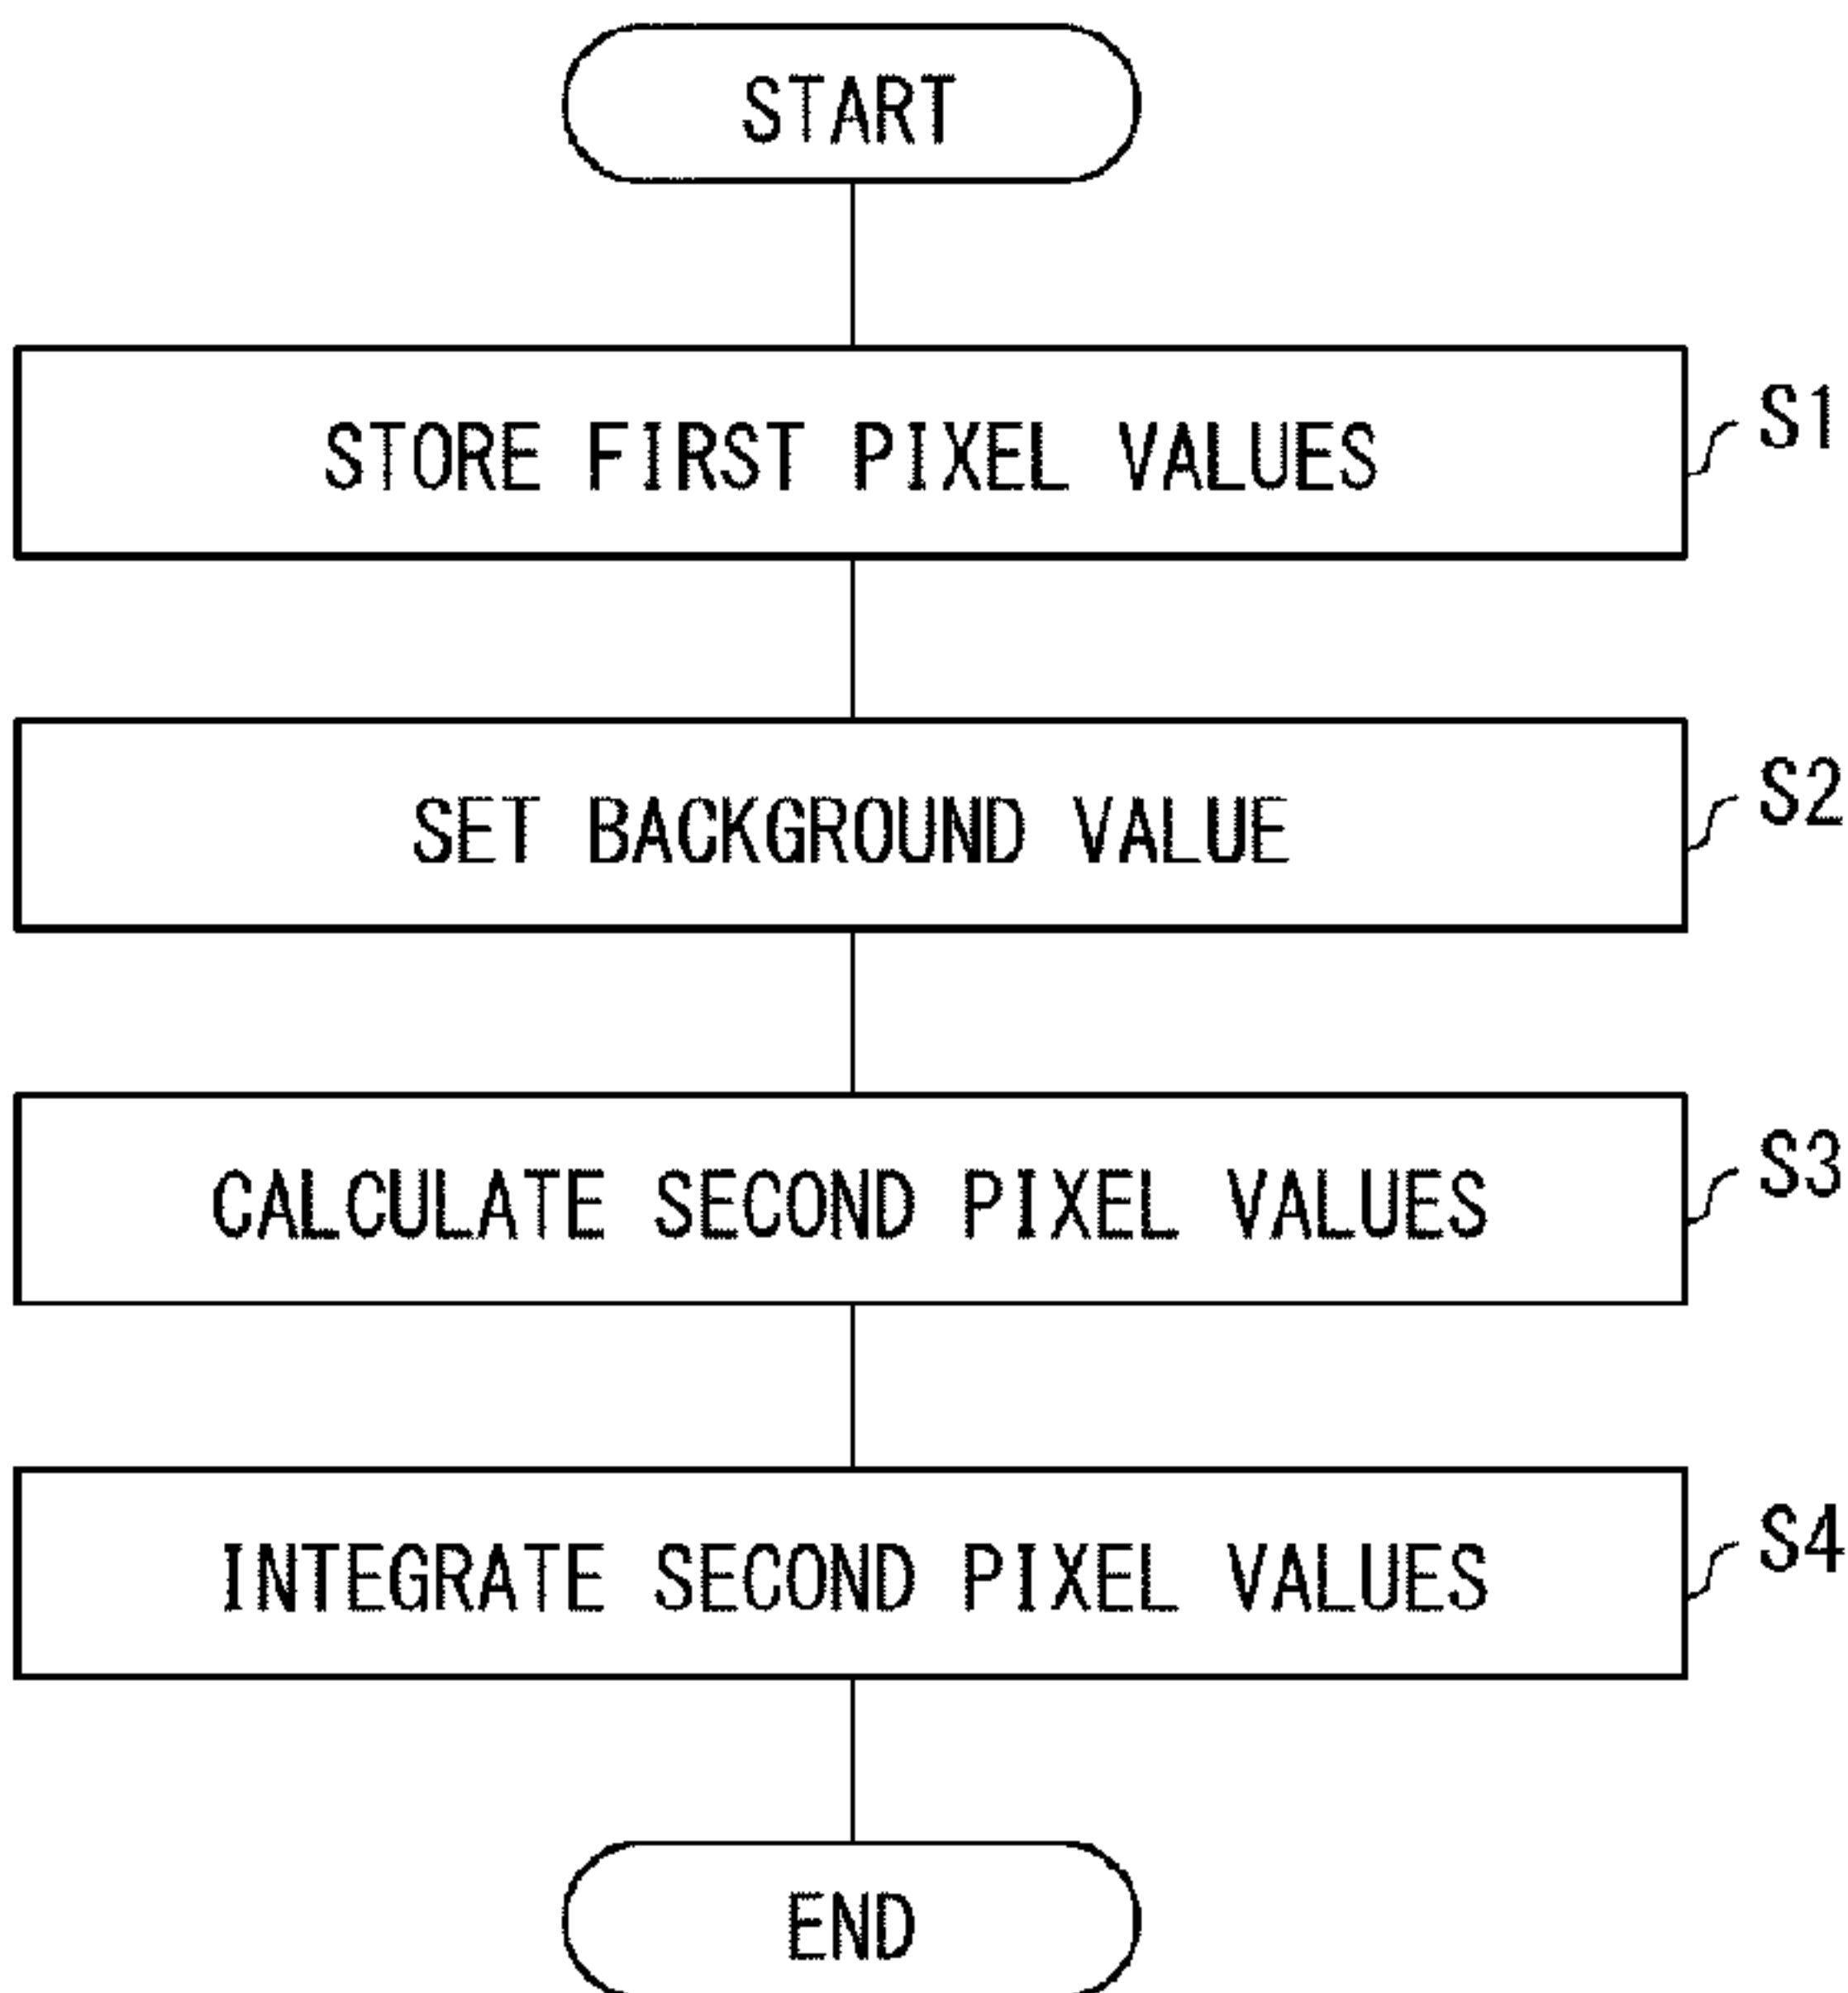 START
STORE FIRST PIXEL VALUES
S1
SET BACKGROUND VALUE
S2
CALCULATE SECOND PIXEL VALUES
S3
INTEGRATE SECOND PIXEL VALUES
S4
END